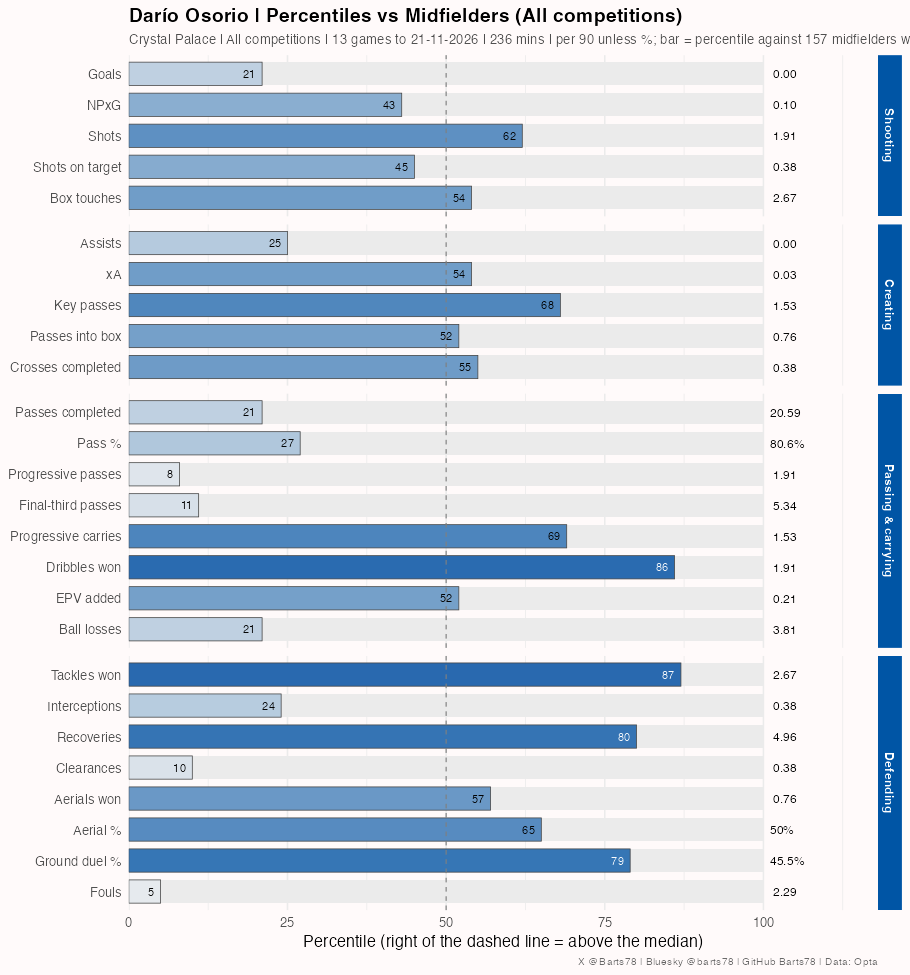 Darío Osorio | Percentiles vs Midfielders (All competitions)
Crystal Palace | All competitions | 13 games to 21-11-2026 | 236 mins | per 90 unless %; bar = percentile against 157 midfielders w
Goals 21 0.00
NPxG 43 0.10
Shots 62 1.91
Shots on target 45 0.38
Box touches 54 2.67
Shooting
Assists 25 0.00
xA 54 0.03
Key passes 68 1.53
Passes into box 52 0.76
Crosses completed 55 0.38
Creating
Passes completed 21 20.59
Pass % 27 80.6%
Progressive passes 8 1.91
Final-third passes 11 5.34
Progressive carries 69 1.53
Dribbles won 86 1.91
EPV added 52 0.21
Ball losses 21 3.81
Passing & carrying
Tackles won 87 2.67
Interceptions 24 0.38
Recoveries 80 4.96
Clearances 10 0.38
Aerials won 57 0.76
Aerial % 65 50%
Ground duel % 79 45.5%
Fouls 5 2.29
Defending
0 25 50 75 100
Percentile (right of the dashed line = above the median)
X @Barts78 | Bluesky @barts78 | GitHub Barts78 | Data: Opta